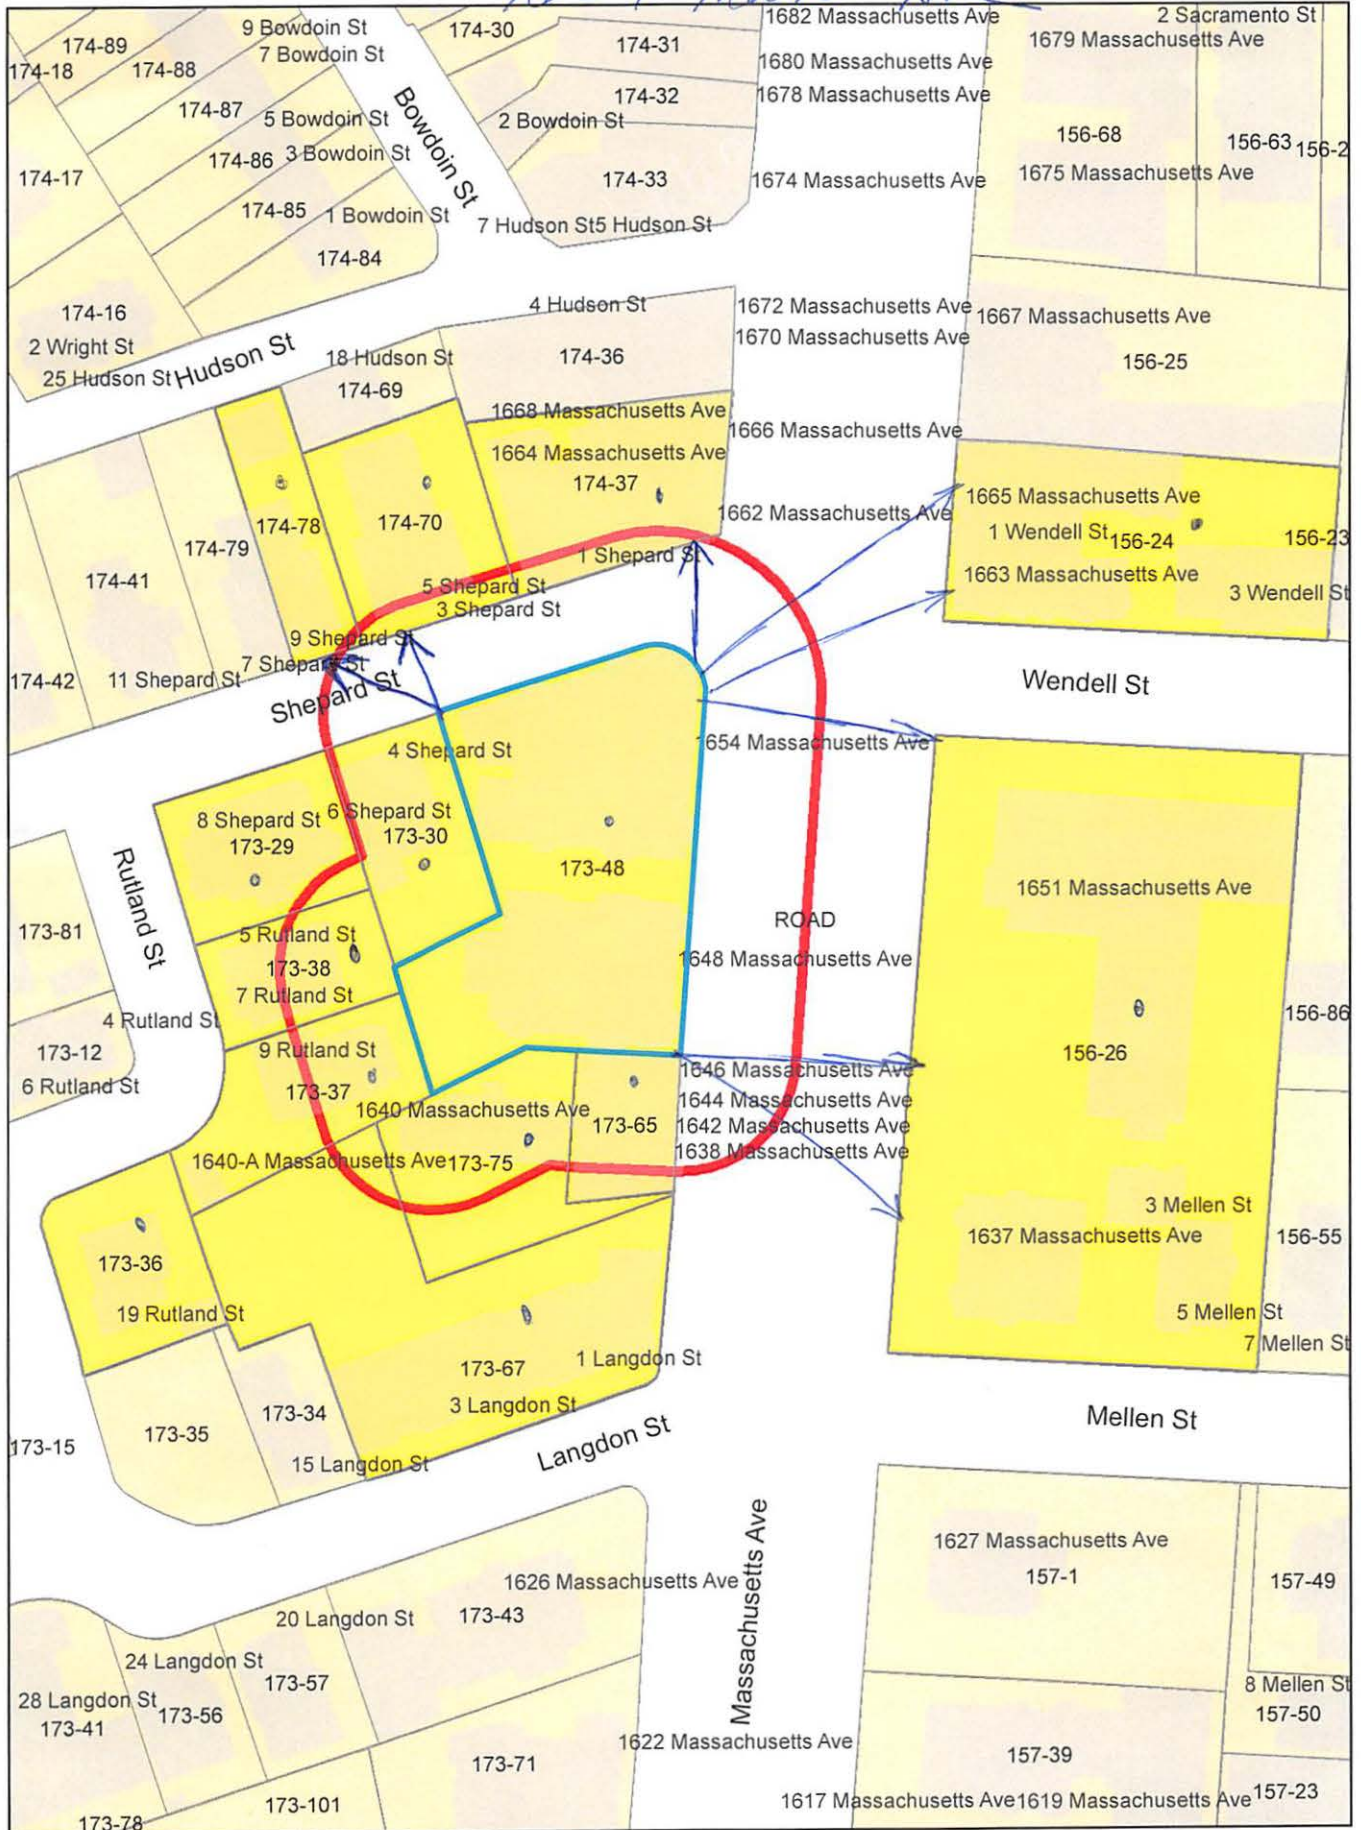 1682 Massachusetts Ave
2 Sacramento St
9 Bowdoin St
174-30
174-89
7 Bowdoin St
174-31
1679 Massachusetts Ave
174-18
174-88
1680 Massachusetts Ave
174-87
174-32
1678 Massachusetts Ave
5 Bowdoin St
Bowdoin St
2 Bowdoin St
156-68
156-63
156-2
174-86
3 Bowdoin St
174-17
174-33
1674 Massachusetts Ave
1675 Massachusetts Ave
174-85
1 Bowdoin St
7 Hudson St
5 Hudson St
174-84
174-16
4 Hudson St
1672 Massachusetts Ave
1667 Massachusetts Ave
2 Wright St
1670 Massachusetts Ave
25 Hudson St
Hudson St
18 Hudson St
174-36
156-25
174-69
1668 Massachusetts Ave
1666 Massachusetts Ave
1664 Massachusetts Ave
174-37
1665 Massachusetts Ave
174-78
174-70
1662 Massachusetts Ave
1 Wendell St
156-24
156-23
174-79
174-41
1 Shepard St
1663 Massachusetts Ave
5 Shepard St
3 Wendell St
3 Shepard St
9 Shepard St
7 Shepard St
174-42
11 Shepard St
Shepard St
Wendell St
4 Shepard St
1654 Massachusetts Ave
8 Shepard St
6 Shepard St
173-29
173-30
173-48
1651 Massachusetts Ave
Rutland St
173-81
5 Rutland St
ROAD
173-38
1648 Massachusetts Ave
7 Rutland St
4 Rutland St
156-86
173-12
9 Rutland St
156-26
6 Rutland St
173-37
1646 Massachusetts Ave
1640 Massachusetts Ave
1644 Massachusetts Ave
173-65
1642 Massachusetts Ave
1640-A Massachusetts Ave
173-75
1638 Massachusetts Ave
3 Mellen St
173-36
1637 Massachusetts Ave
156-55
19 Rutland St
5 Mellen St
173-67
1 Langdon St
7 Mellen St
3 Langdon St
173-34
173-15
173-35
Langdon St
Mellen St
15 Langdon St
1627 Massachusetts Ave
157-1
157-49
1626 Massachusetts Ave
20 Langdon St
173-43
Massachusetts Ave
24 Langdon St
173-57
28 Langdon St
173-56
8 Mellen St
173-41
157-50
1622 Massachusetts Ave
157-39
173-71
173-101
1617 Massachusetts Ave
1619 Massachusetts Ave
157-23
173-78